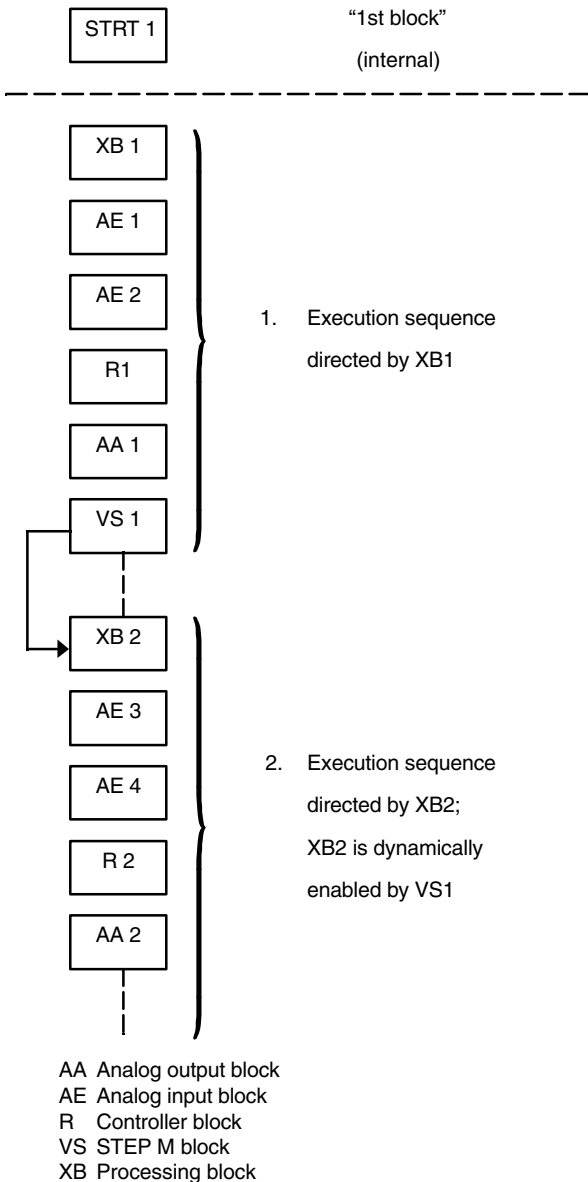 STRT 1
“1st block”
(internal)
XB 1
AE 1
AE 2
R1
AA 1
VS 1
1. Execution sequence
directed by XB1
XB 2
AE 3
AE 4
R 2
AA 2
2. Execution sequence
directed by XB2;
XB2 is dynamically
enabled by VS1
AA Analog output block
AE Analog input block
R Controller block
VS STEP M block
XB Processing block